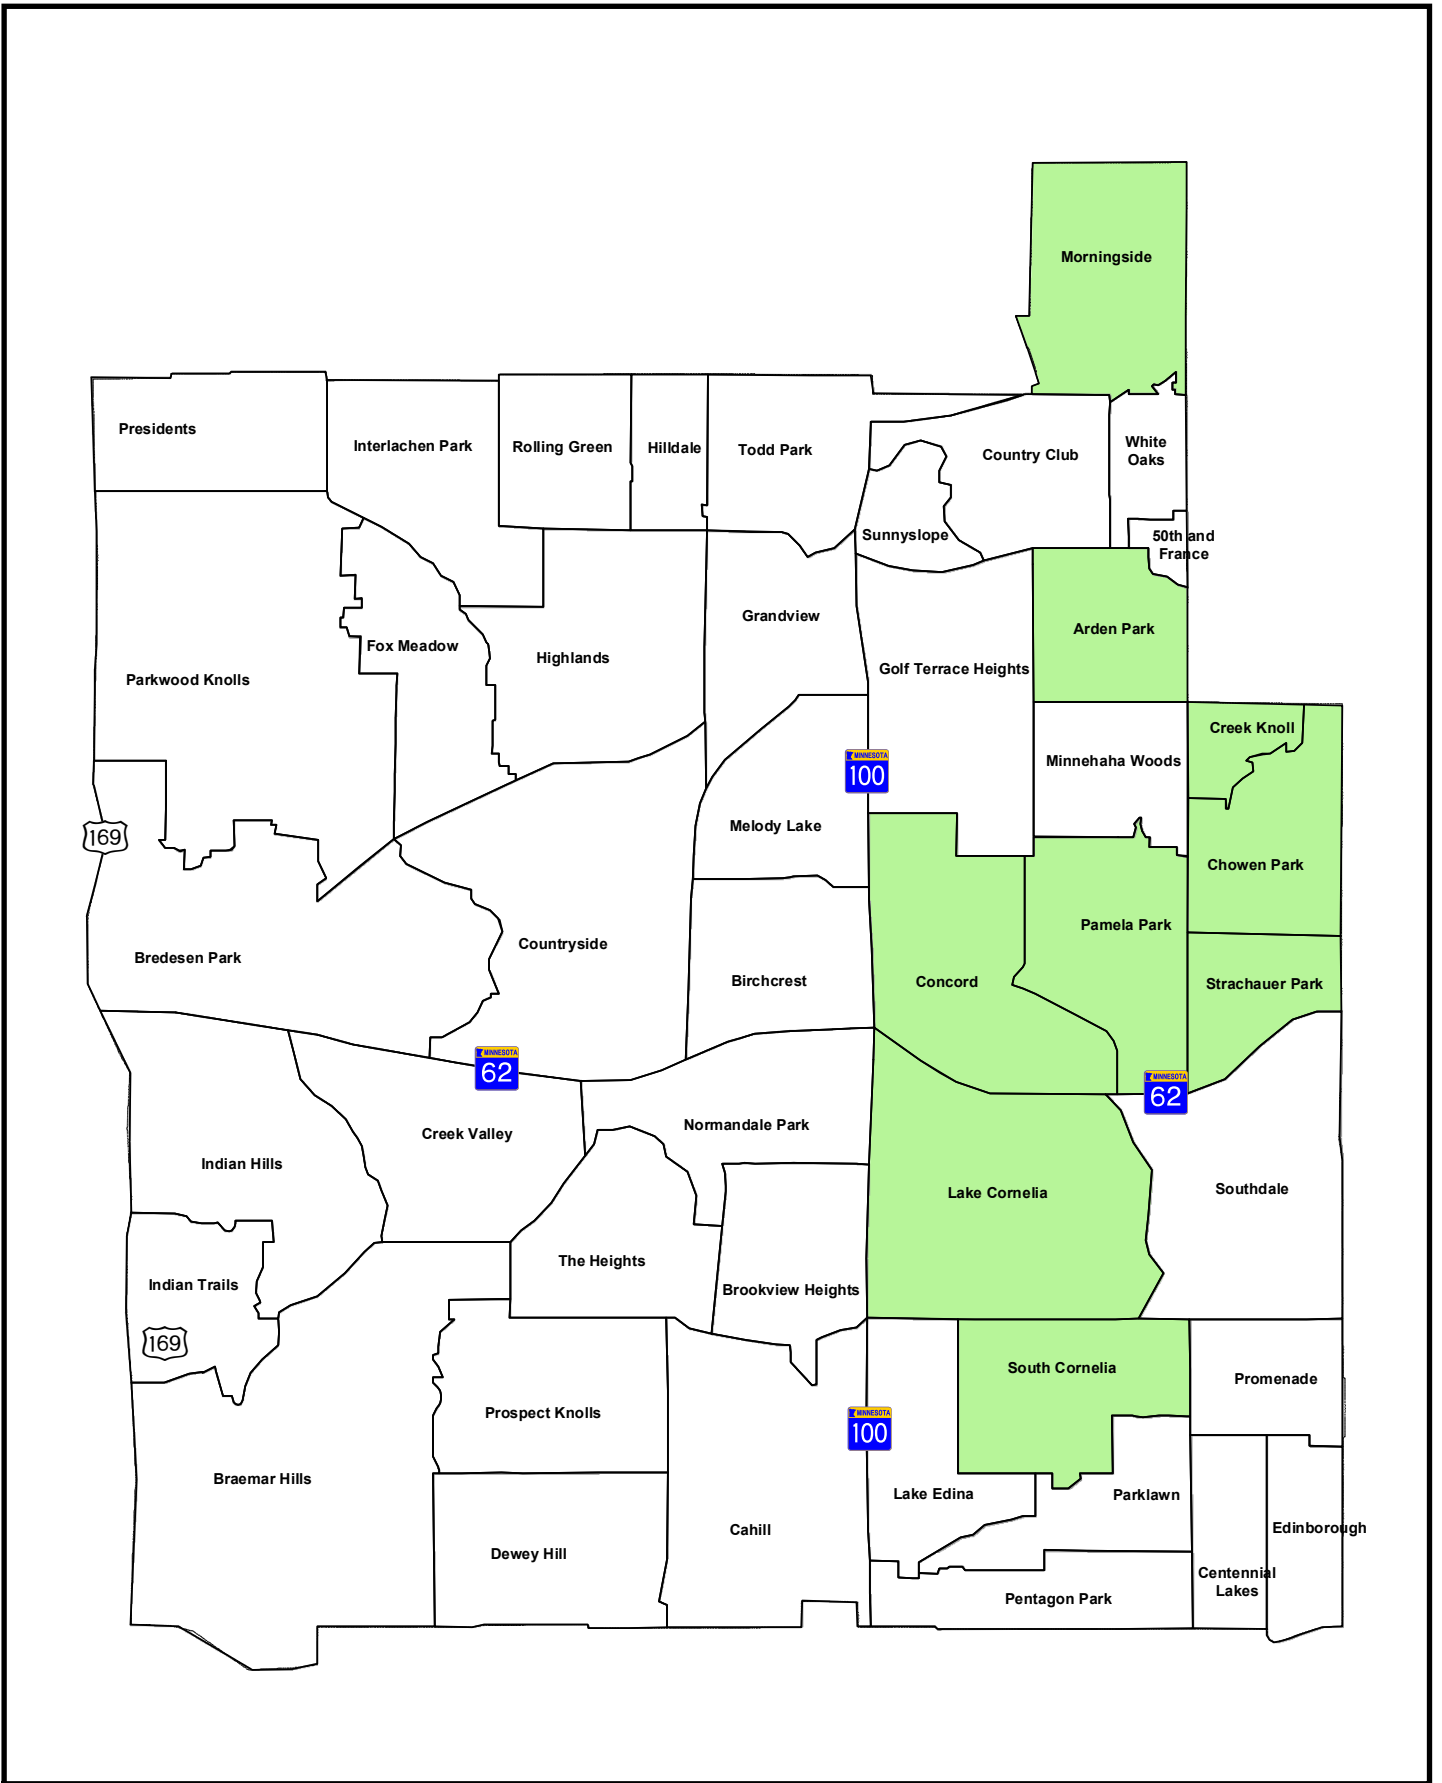 Morningside
Presidents
Interlachen Park
Rolling Green
Hilldale
Todd Park
Country Club
White
Oaks
Sunnyslope
50th and
France
Grandview
Arden Park
Fox Meadow
Highlands
Golf Terrace Heights
Parkwood Knolls
Creek Knoll
Minnehaha Woods
MINNESOTA
100
Melody Lake
169
Chowen Park
Pamela Park
Countryside
Bredesen Park
Birchcrest
Concord
Strachauer Park
MINNESOTA
62
MINNESOTA
62
Normandale Park
Creek Valley
Indian Hills
Lake Cornelia
Southdale
The Heights
Indian Trails
Brookview Heights
169
South Cornelia
Promenade
Prospect Knolls
MINNESOTA
100
Braemar Hills
Lake Edina
Parklawn
Cahill
Edinborough
Dewey Hill
Centennial
Lakes
Pentagon Park